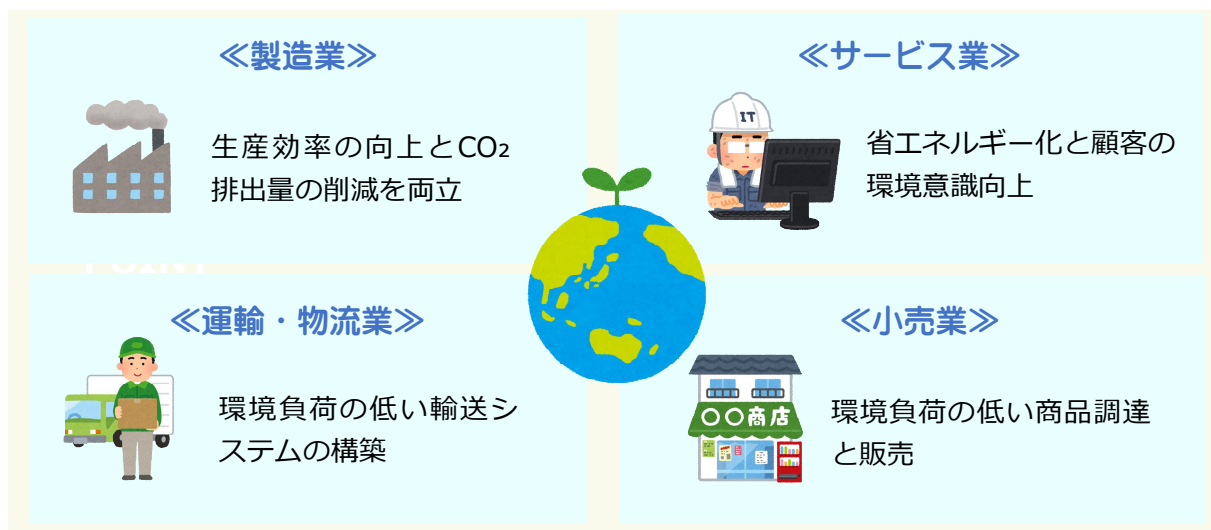 ≪製造業≫
生産効率の向上とCO₂
排出量の削減を両立
≪サービス業≫
IT
省エネルギー化と顧客の
環境意識向上
POINT
≪運輸・物流業≫
環境負荷の低い輸送シ
ステムの構築
≪小売業≫
〇〇商店
環境負荷の低い商品調達
と販売